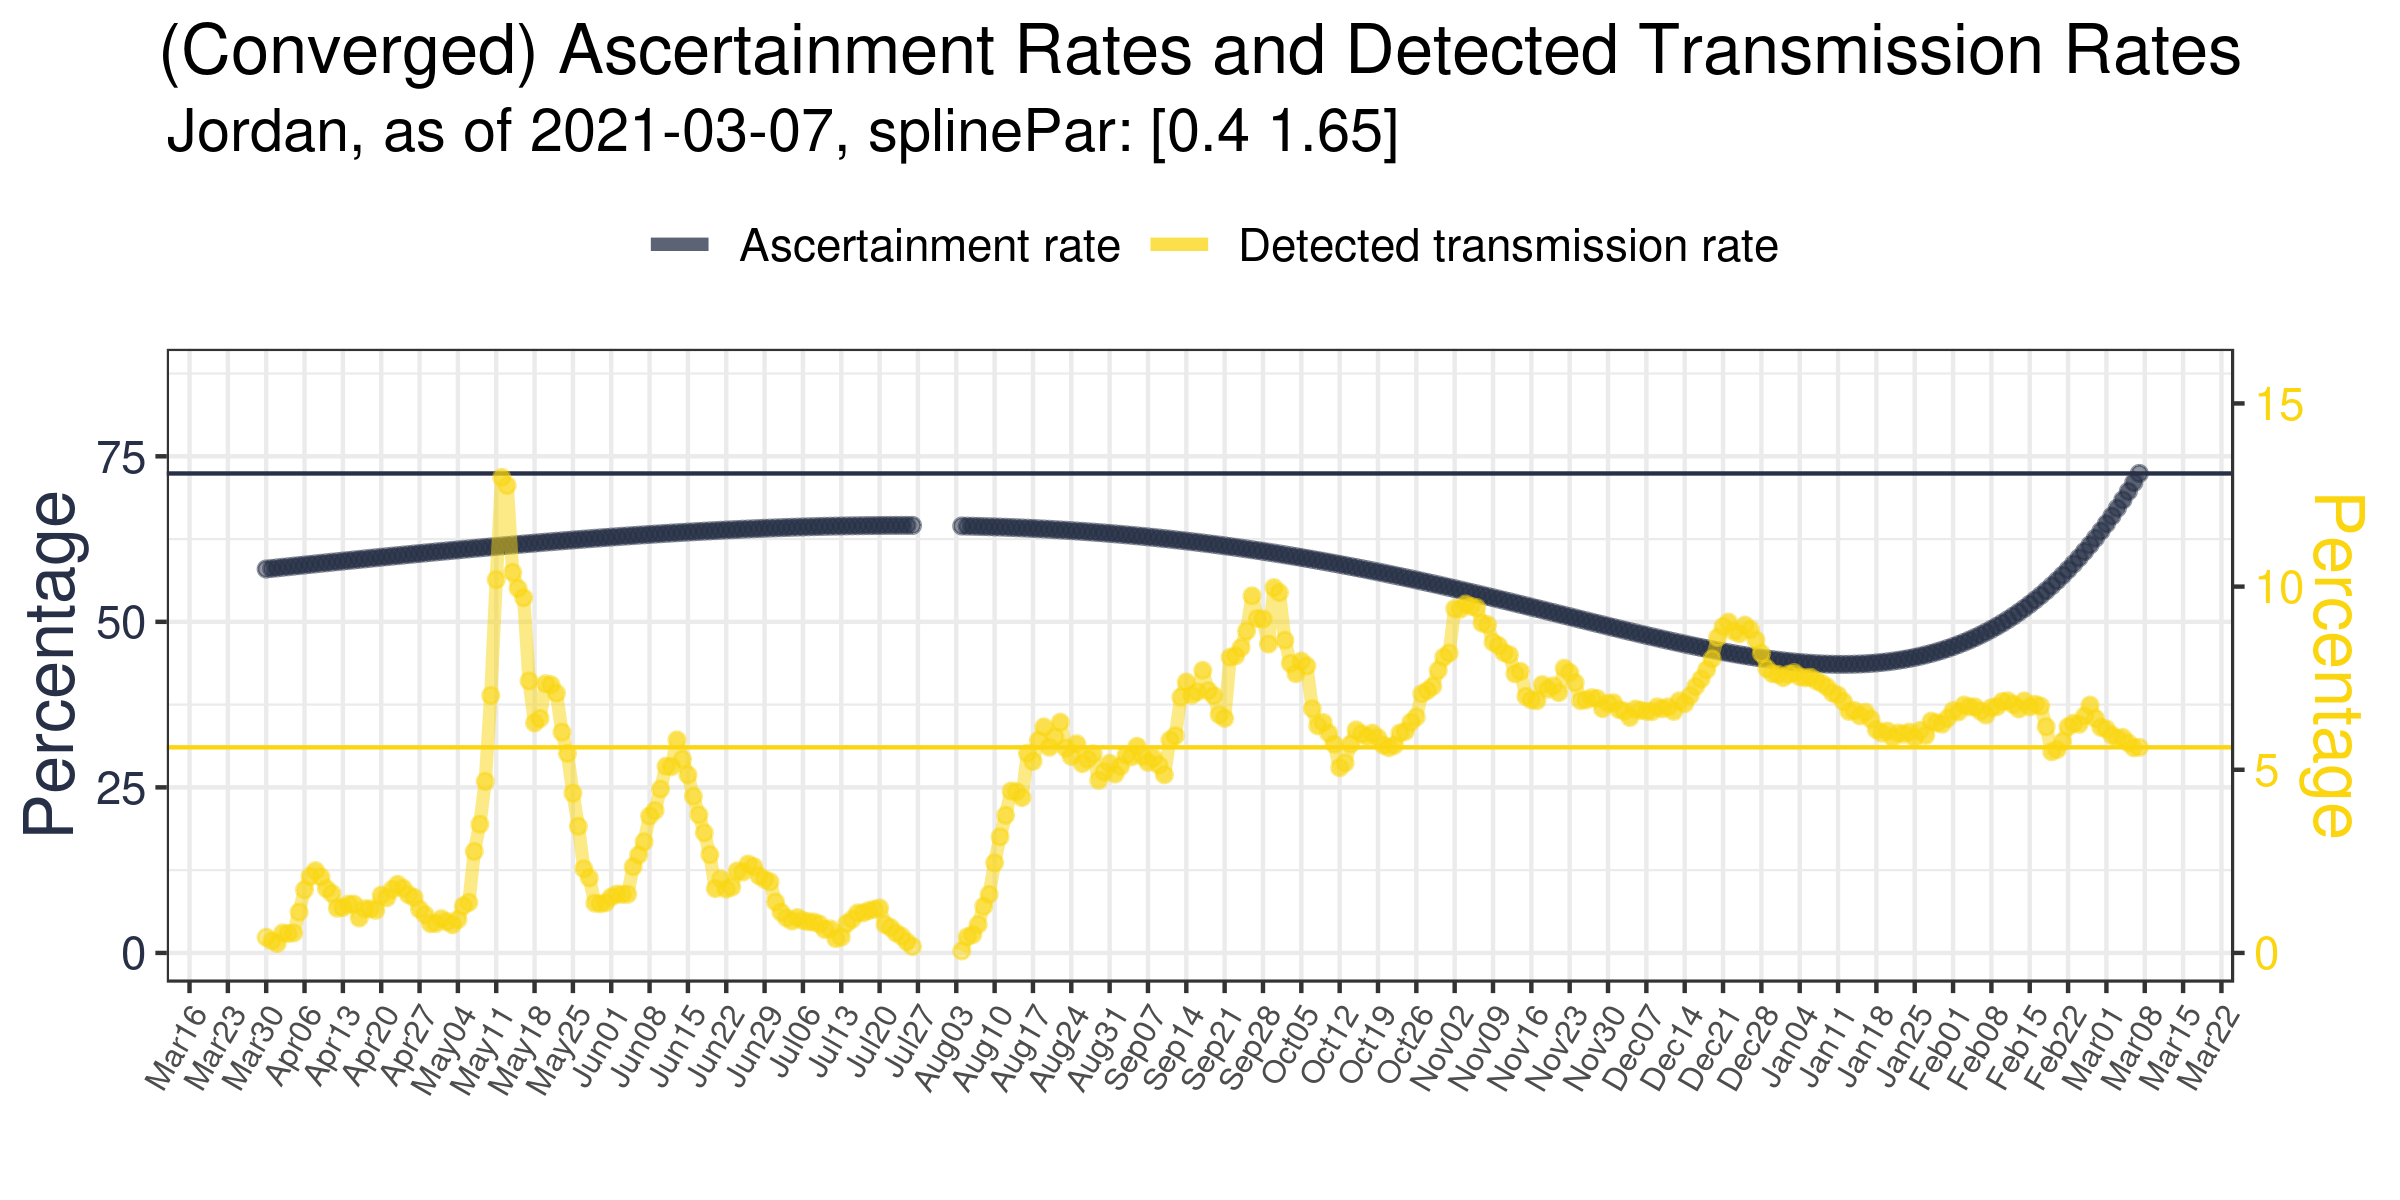 (Converged) Ascertainment Rates and Detected Transmission Rates
Jordan, as of 2021-03-07, splinePar: [0.4 1.65]
Ascertainment rate Detected transmission rate
Percentage
75
50
25
0
15
10
5
0
Percentage
Mar16 Mar23 Mar30 Apr06 Apr13 Apr20 Apr27 May04 May11 May18 May25 Jun01 Jun08 Jun15 Jun22 Jun29 Jul06 Jul13 Jul20 Jul27 Aug03 Aug10 Aug17 Aug24 Aug31 Sep07 Sep14 Sep21 Sep28 Oct05 Oct12 Oct19 Oct26 Nov02 Nov09 Nov16 Nov23 Nov30 Dec07 Dec14 Dec21 Dec28 Jan04 Jan11 Jan18 Jan25 Feb01 Feb08 Feb15 Feb22 Mar01 Mar08 Mar15 Mar22